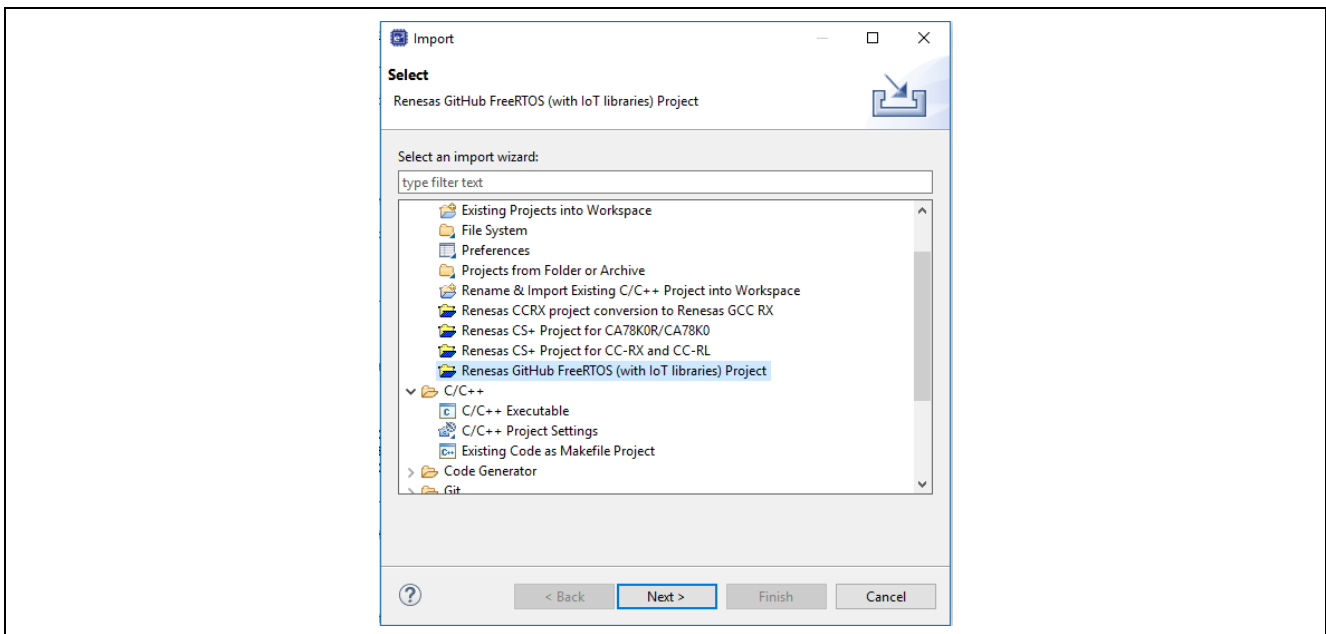 Import
Select
Renesas GitHub FreeRTOS (with IoT libraries) Project
Select an import wizard:
type filter text
Existing Projects into Workspace
File System
Preferences
Projects from Folder or Archive
Rename & Import Existing C/C++ Project into Workspace
Renesas CCRX project conversion to Renesas GCC RX
Renesas CS+ Project for CA78K0R/CA78K0
Renesas CS+ Project for CC-RX and CC-RL
Renesas GitHub FreeRTOS (with IoT libraries) Project
C/C++
C/C++ Executable
C/C++ Project Settings
Existing Code as Makefile Project
Code Generator
Git
< Back Next > Finish Cancel